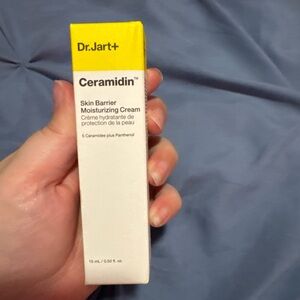 Dr.Jart+
Ceramidin™
Skin Barrier
Moisturizing Cream
Crème hydratante de
protection de la peau
5 Ceramides plus Panthenol
15 mL / 0.50 fl. oz.